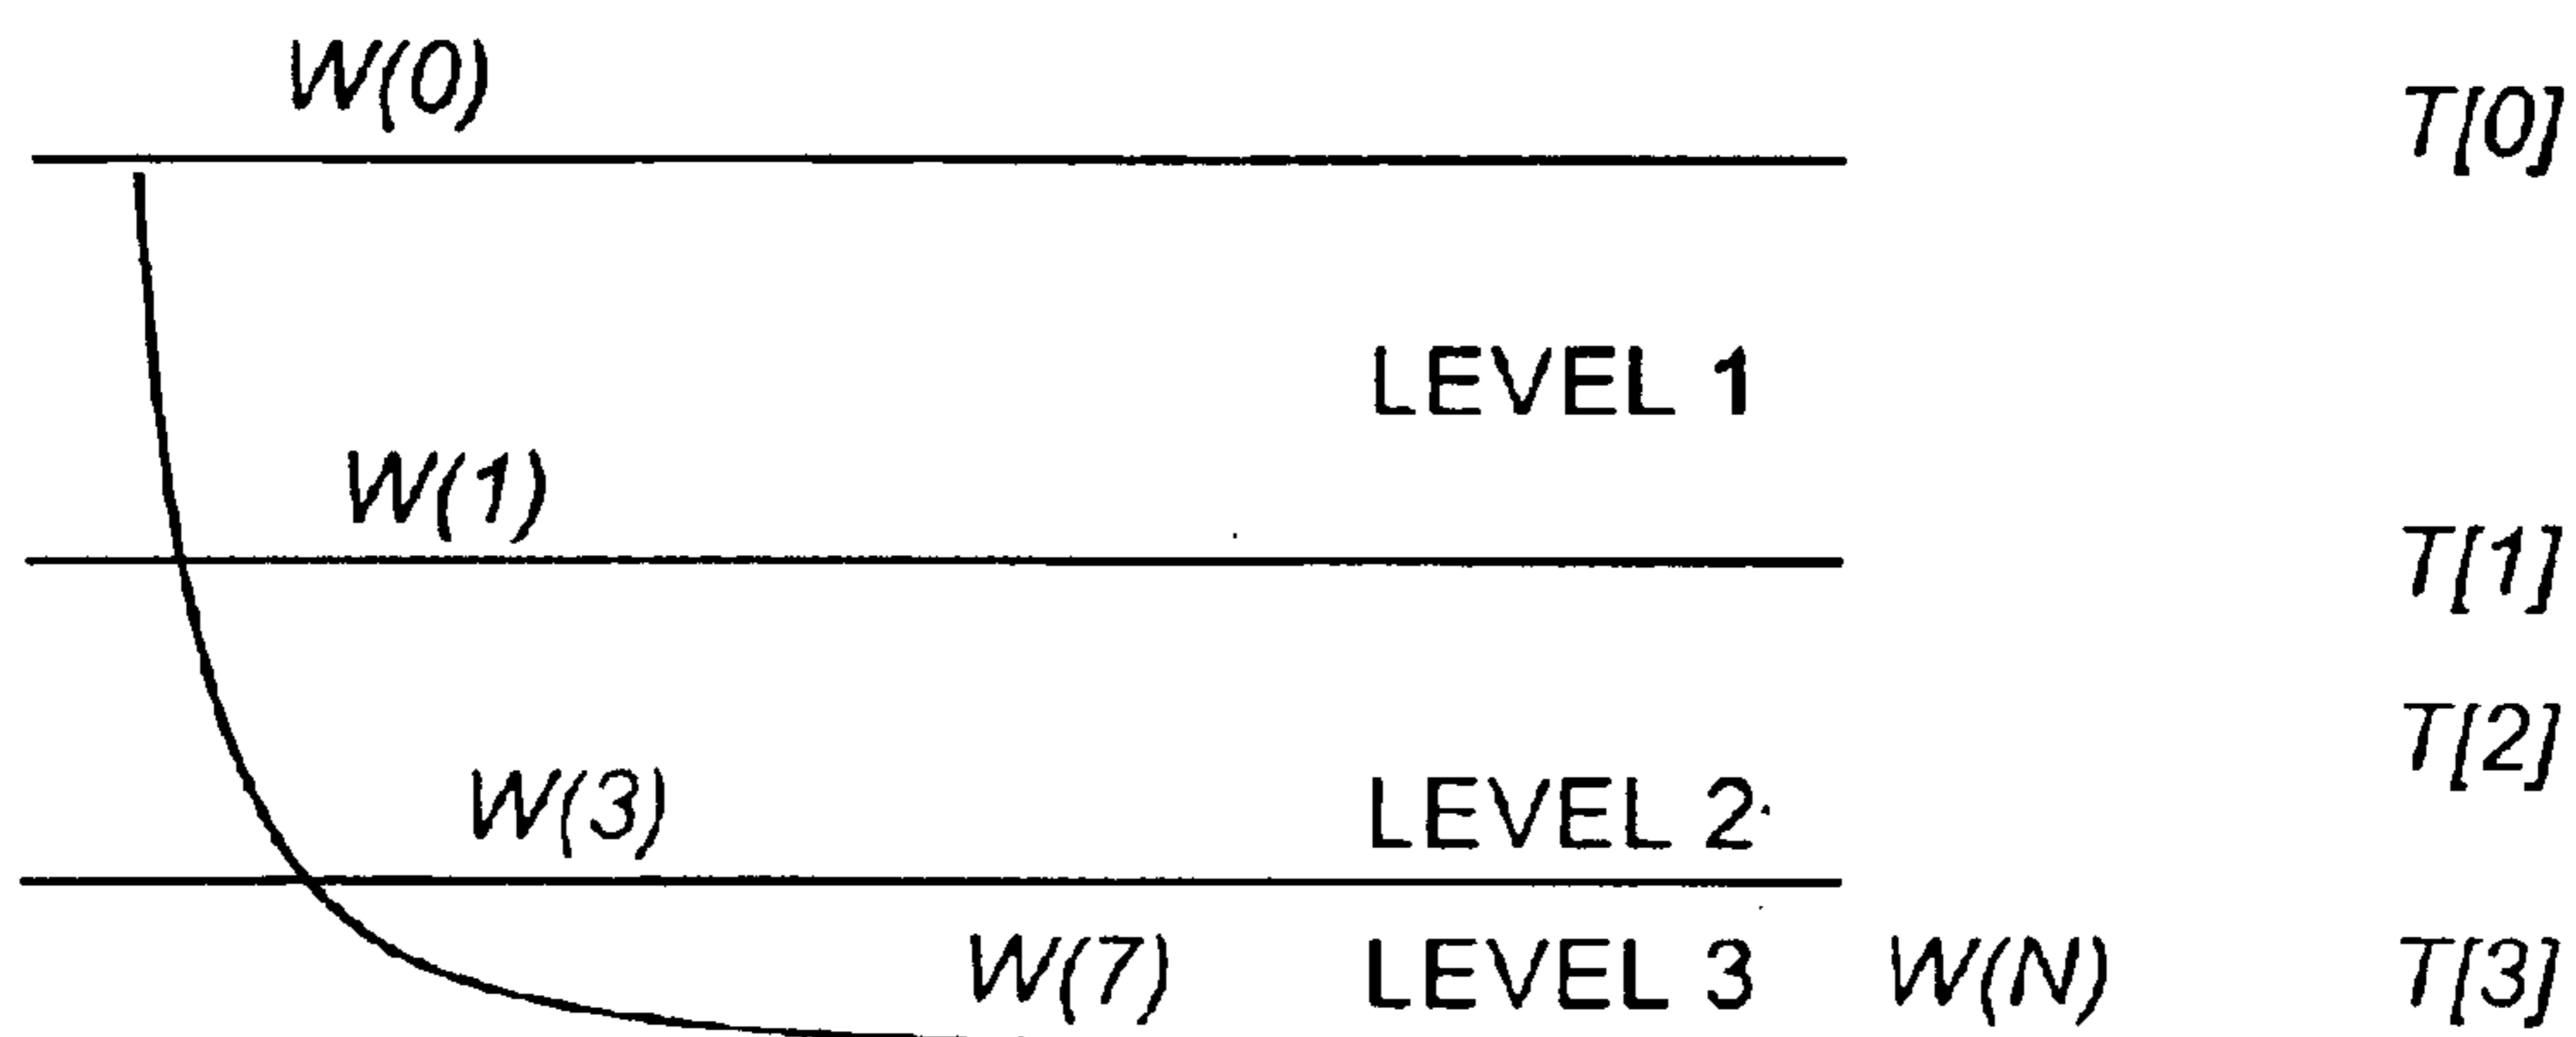 W(0)
T[0]
LEVEL 1
W(1)
T[1]
T[2]
W(3)
LEVEL 2
W(7)
LEVEL 3
W(N)
T[3]